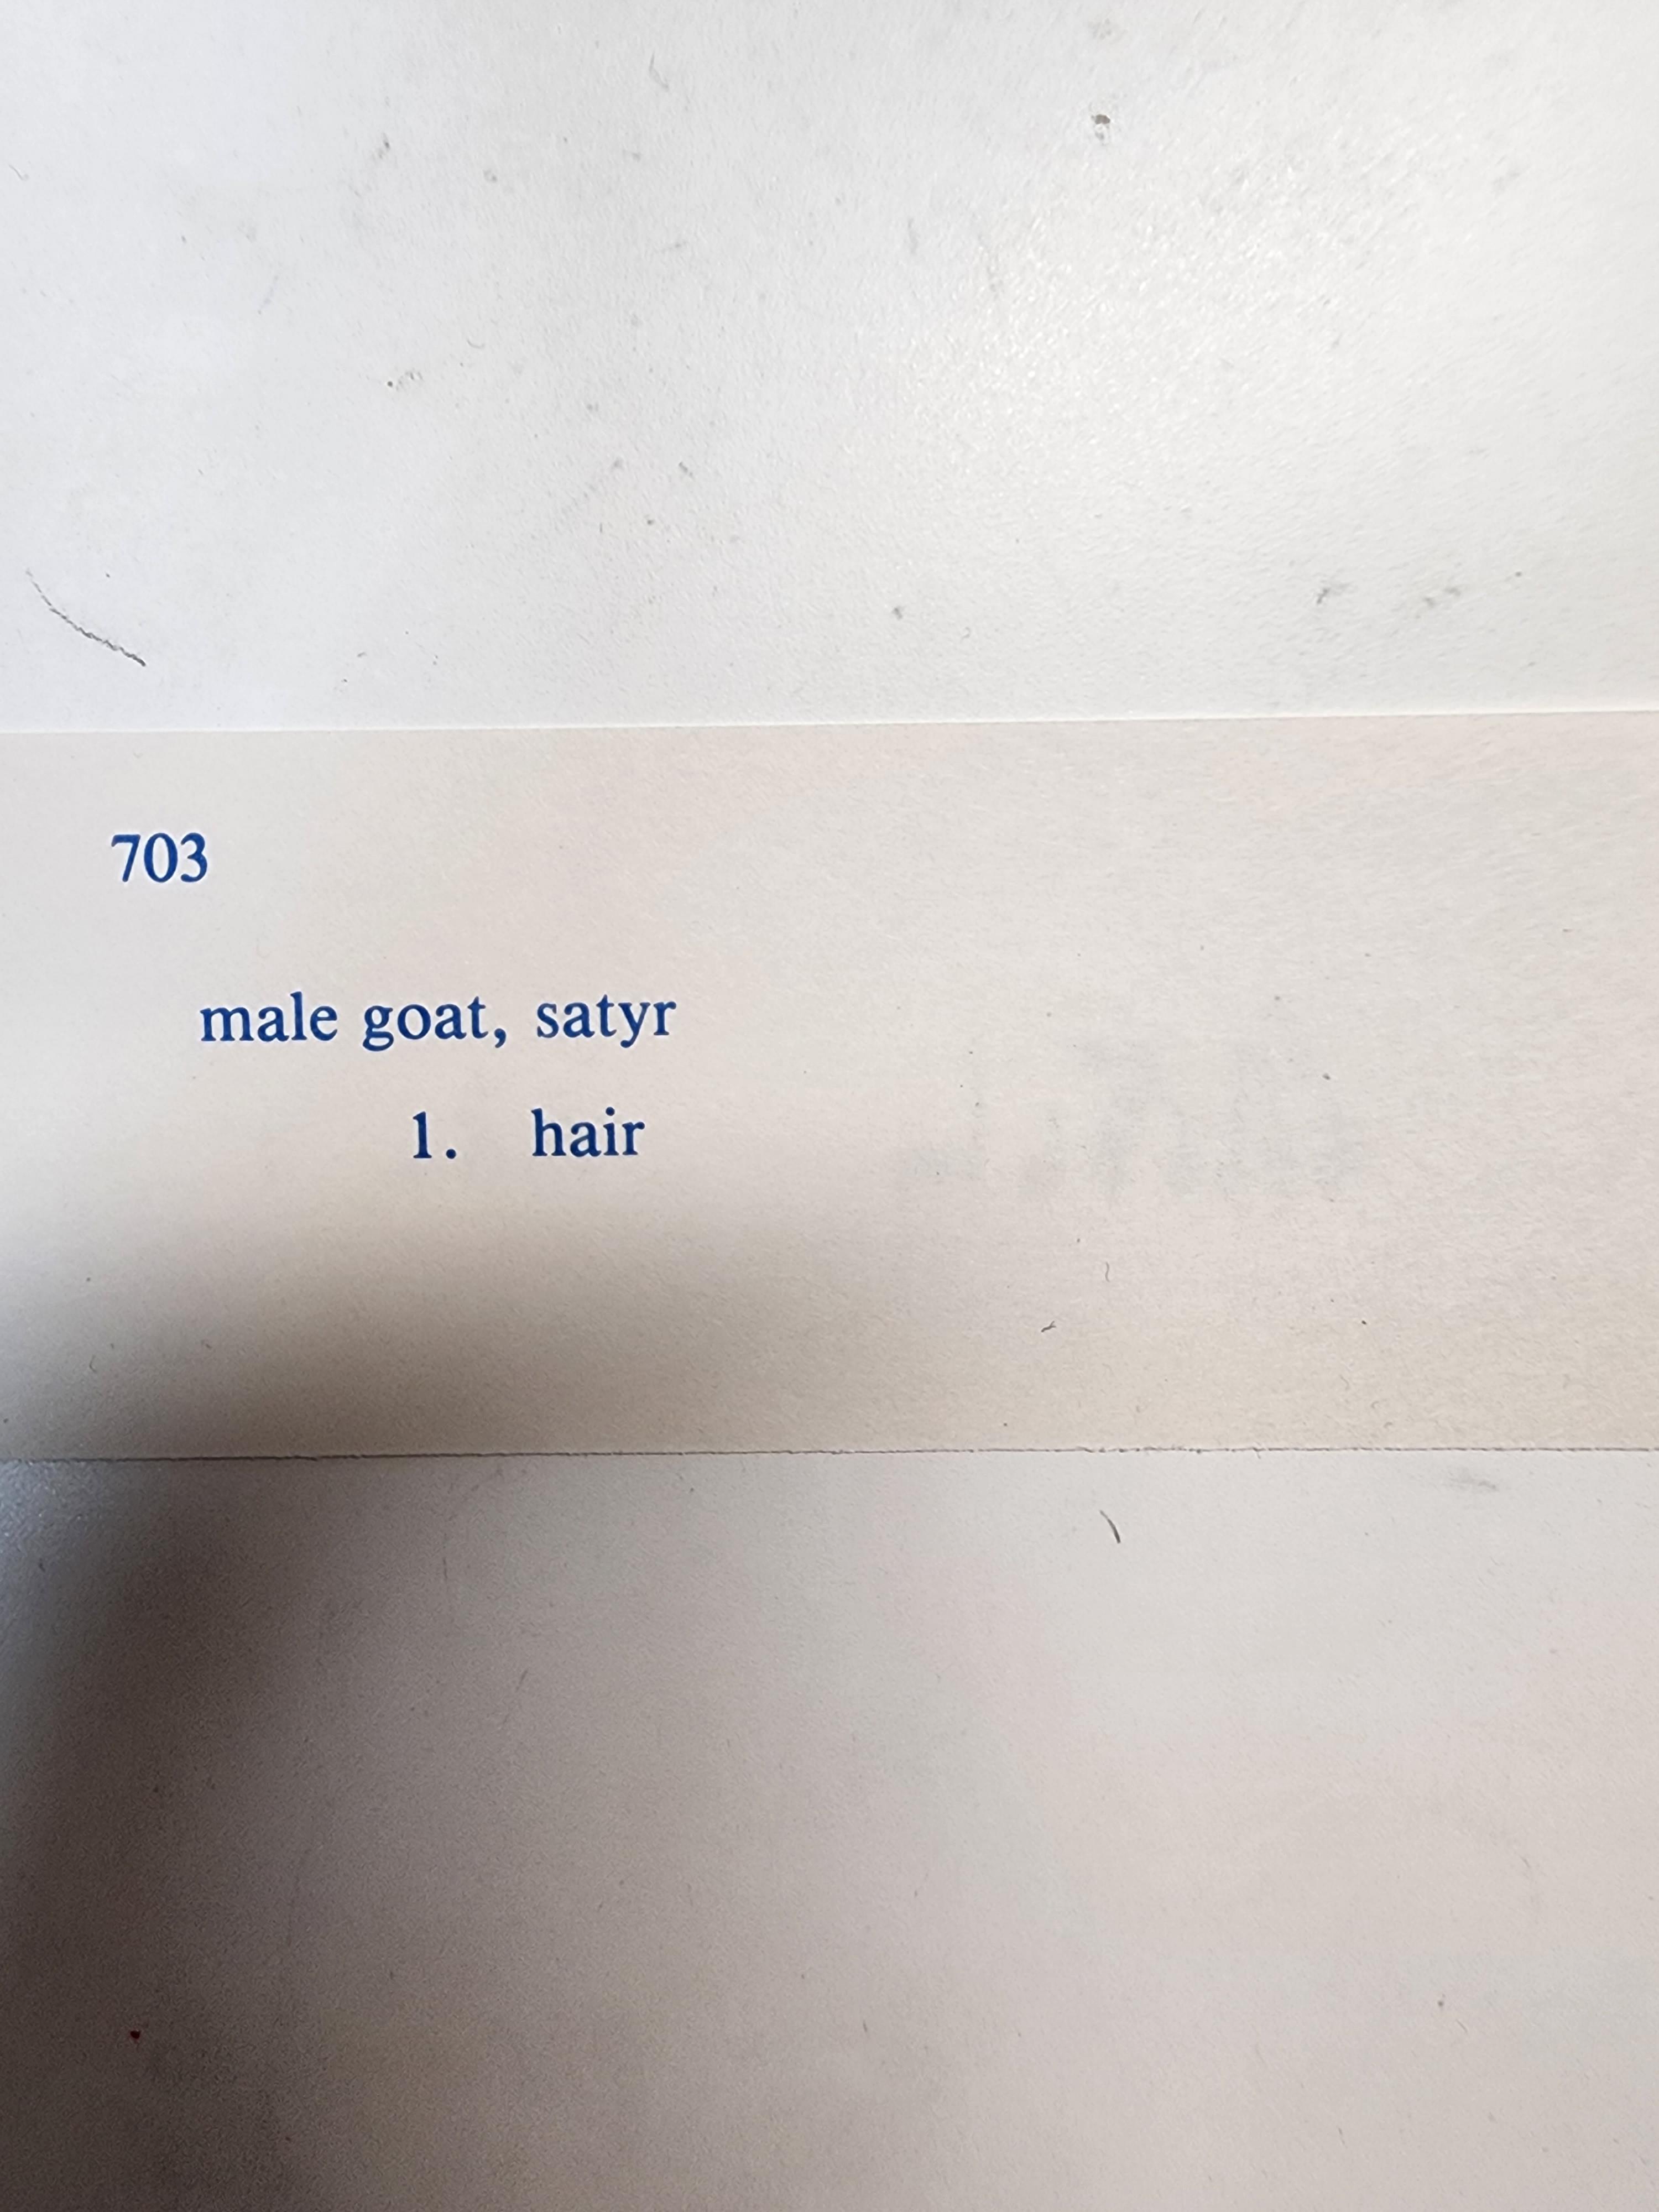 703
male goat, satyr
1. hair